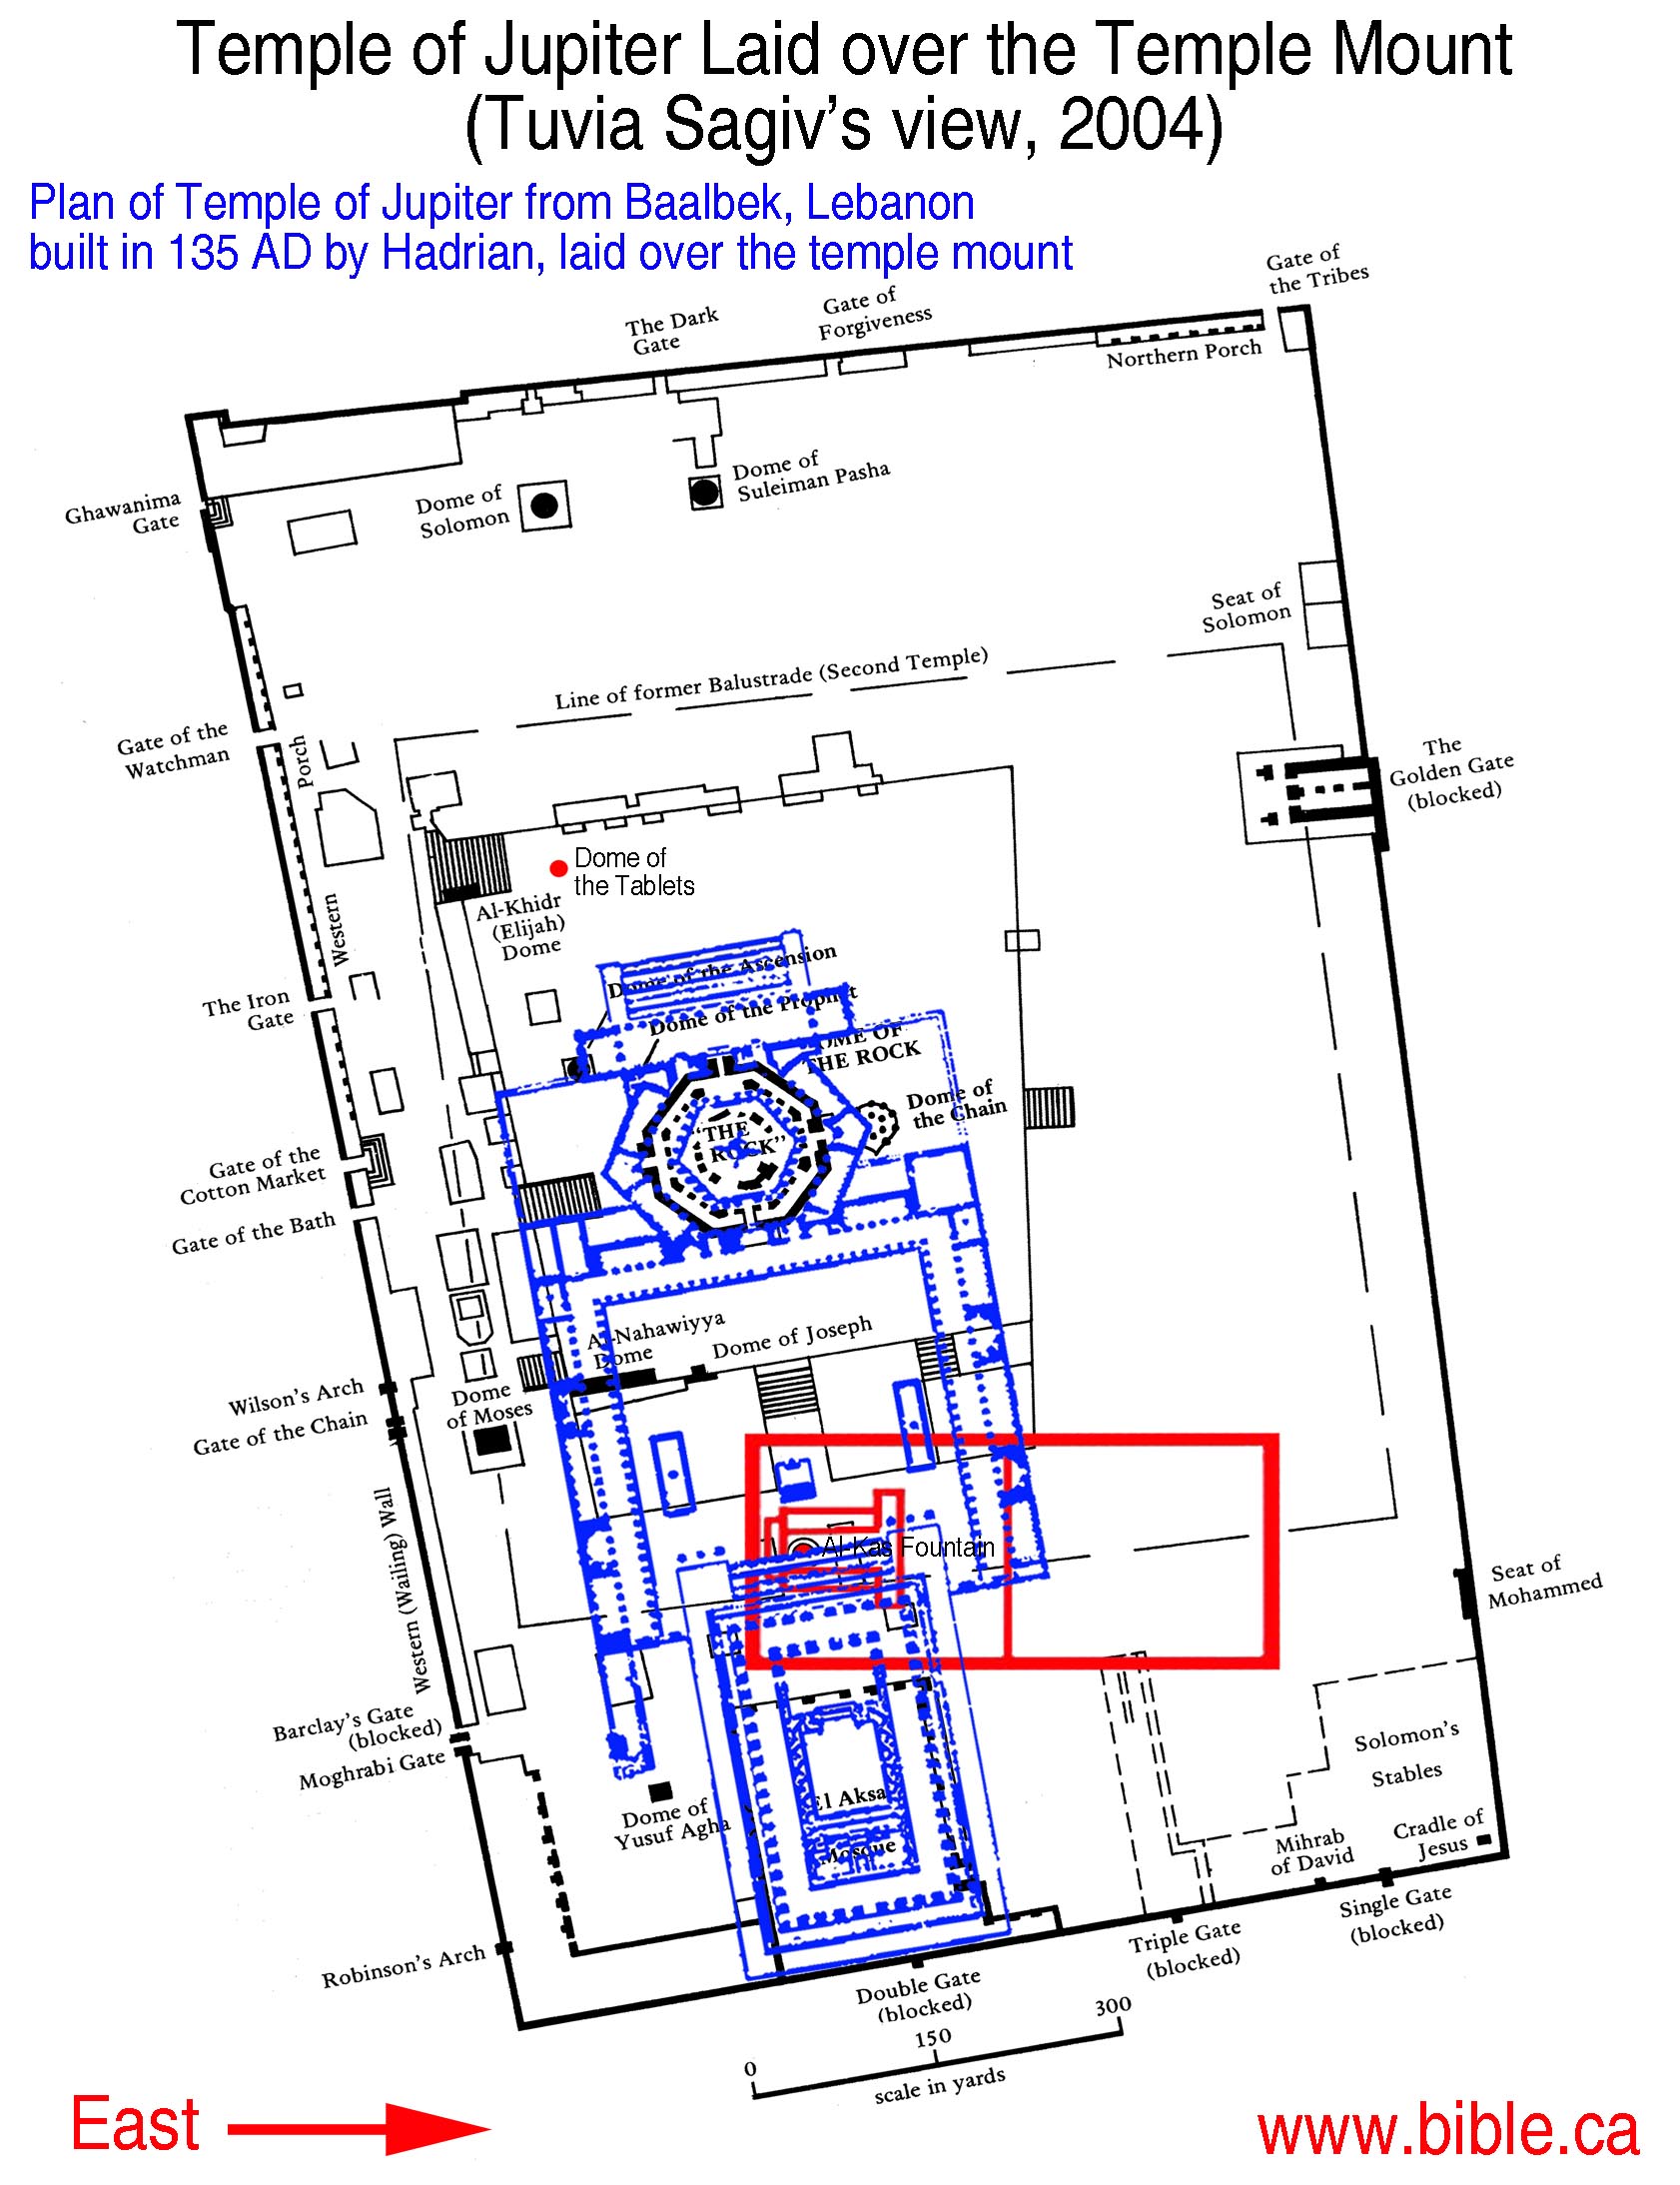 Temple of Jupiter Laid over the Temple Mount
(Tuvia Sagiv's view, 2004)
Plan of Temple of Jupiter from Baalbek, Lebanon
built in 135 AD by Hadrian, laid over the temple mount
Gate of
the Tribes
The Dark
Gate
Gate of
Forgiveness
Northern Porch
Ghawanima
Gate
Dome of
Solomon
Dome of
Suleiman Pasha
Seat of
Solomon
Line of former Balustrade (Second Temple)
Gate of the
Watchman
Western Porch
The
Golden Gate
(blocked)
Dome of
the Tablets
Al-Khidr
(Elijah)
Dome
Dome of the Ascension
Dome of the Prophet
The Iron
Gate
DOME OF
THE ROCK
Dome of
the Chain
"THE
ROCK"
Gate of the
Cotton Market
Gate of the Bath
Al-Nahawiyya
Dome
Dome of Joseph
Wilson's Arch
Gate of the Chain
Dome
of Moses
Western (Wailing) Wall
Al-Kas Fountain
Seat of
Mohammed
Barclay's Gate
(blocked)
Moghrabi Gate
Solomon's
Stables
Dome of
Yusuf Agha
El Aksa
Mosque
Mihrab
of David
Cradle of
Jesus
Robinson's Arch
Double Gate
(blocked)
Triple Gate
(blocked)
Single Gate
(blocked)
0 150 300
scale in yards
East
www.bible.ca